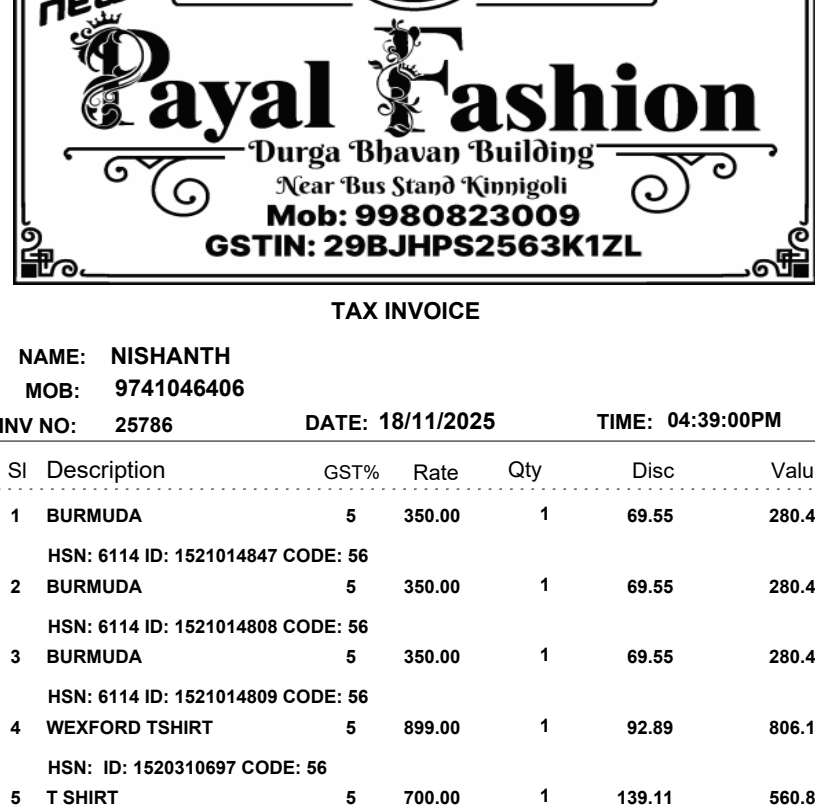 Payal Fashion
Durga Bhavan Building
Near Bus Stand Kinnigoli
Mob: 9980823009
GSTIN: 29BJHPS2563K1ZL
TAX INVOICE
NAME: NISHANTH
MOB: 9741046406
INV NO: 25786 DATE: 18/11/2025 TIME: 04:39:00PM
Sl Description GST% Rate Qty Disc Valu
1 BURMUDA 5 350.00 1 69.55 280.4
HSN: 6114 ID: 1521014847 CODE: 56
2 BURMUDA 5 350.00 1 69.55 280.4
HSN: 6114 ID: 1521014808 CODE: 56
3 BURMUDA 5 350.00 1 69.55 280.4
HSN: 6114 ID: 1521014809 CODE: 56
4 WEXFORD TSHIRT 5 899.00 1 92.89 806.1
HSN: ID: 1520310697 CODE: 56
5 T SHIRT 5 700.00 1 139.11 560.8